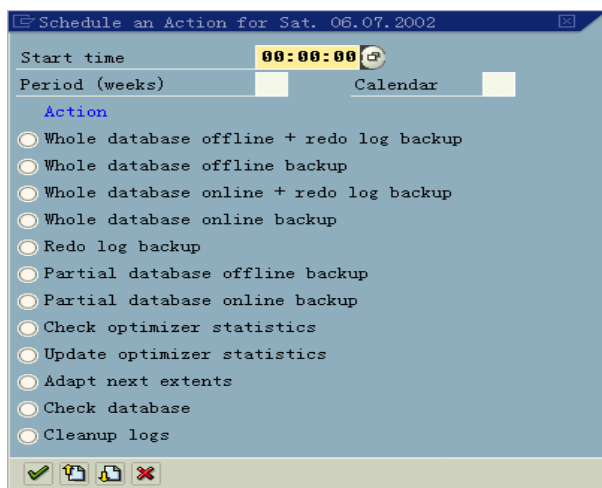 Schedule an Action for Sat. 06.07.2002
Start time 00:00:00
Period (weeks) Calendar
Action
Whole database offline + redo log backup
Whole database offline backup
Whole database online + redo log backup
Whole database online backup
Redo log backup
Partial database offline backup
Partial database online backup
Check optimizer statistics
Update optimizer statistics
Adapt next extents
Check database
Cleanup logs